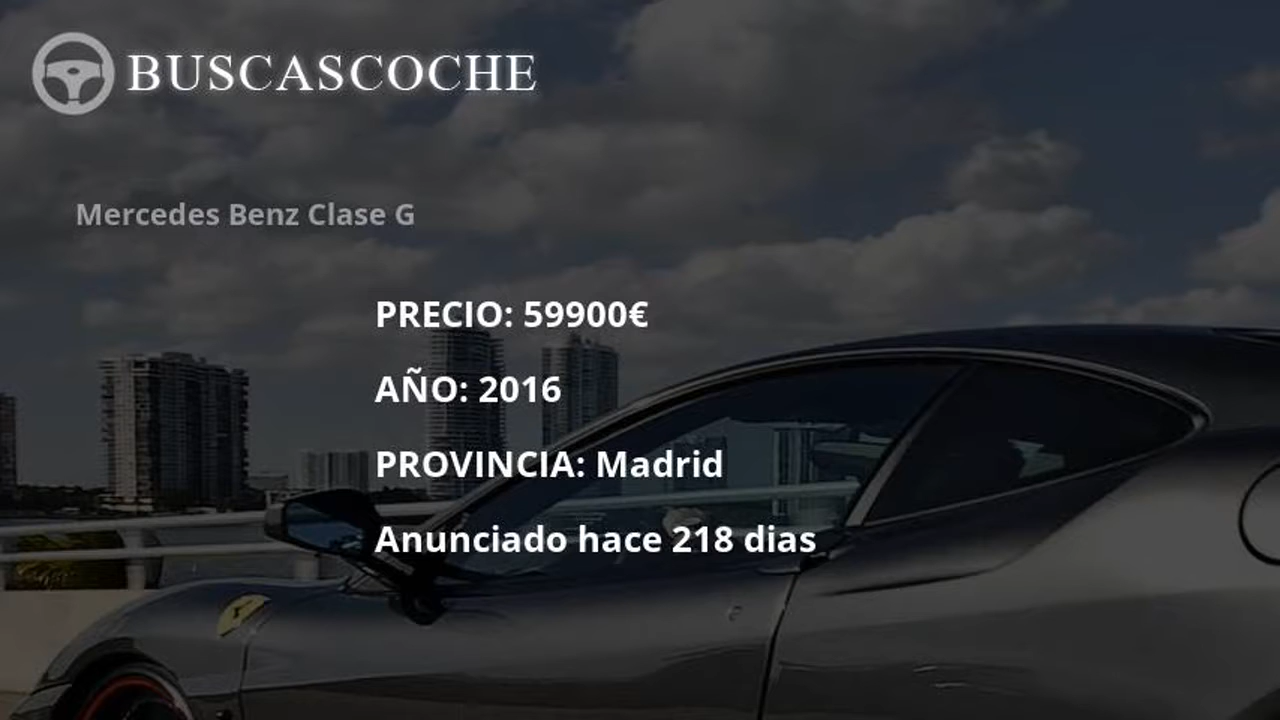 BUSCASCOCHE
Mercedes Benz Clase G
PRECIO: 59900€
AÑO: 2016
PROVINCIA: Madrid
Anunciado hace 218 dias